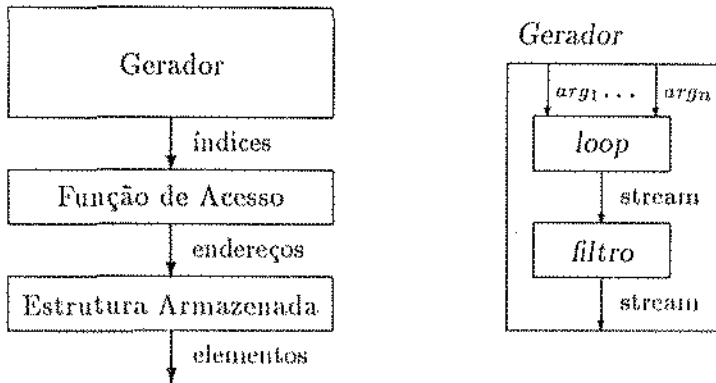 Gerador
índices
Função de Acesso
endereços
Estrutura Armazenada
elementos
Gerador
arg1... argn
loop
stream
filtro
stream